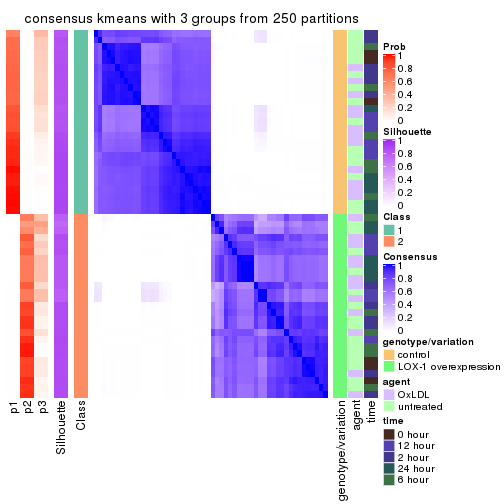 consensus kmeans with 3 groups from 250 partitions
p1
p2
p3
Silhouette
Class
genotype/variation
agent
time
Prob
1
0.8
0.6
0.4
0.2
0
Silhouette
1
0.8
0.6
0.4
0.2
0
Class
1
2
Consensus
1
0.8
0.6
0.4
0.2
0
genotype/variation
control
LOX-1 overexpression
agent
OxLDL
untreated
time
0 hour
12 hour
2 hour
24 hour
6 hour